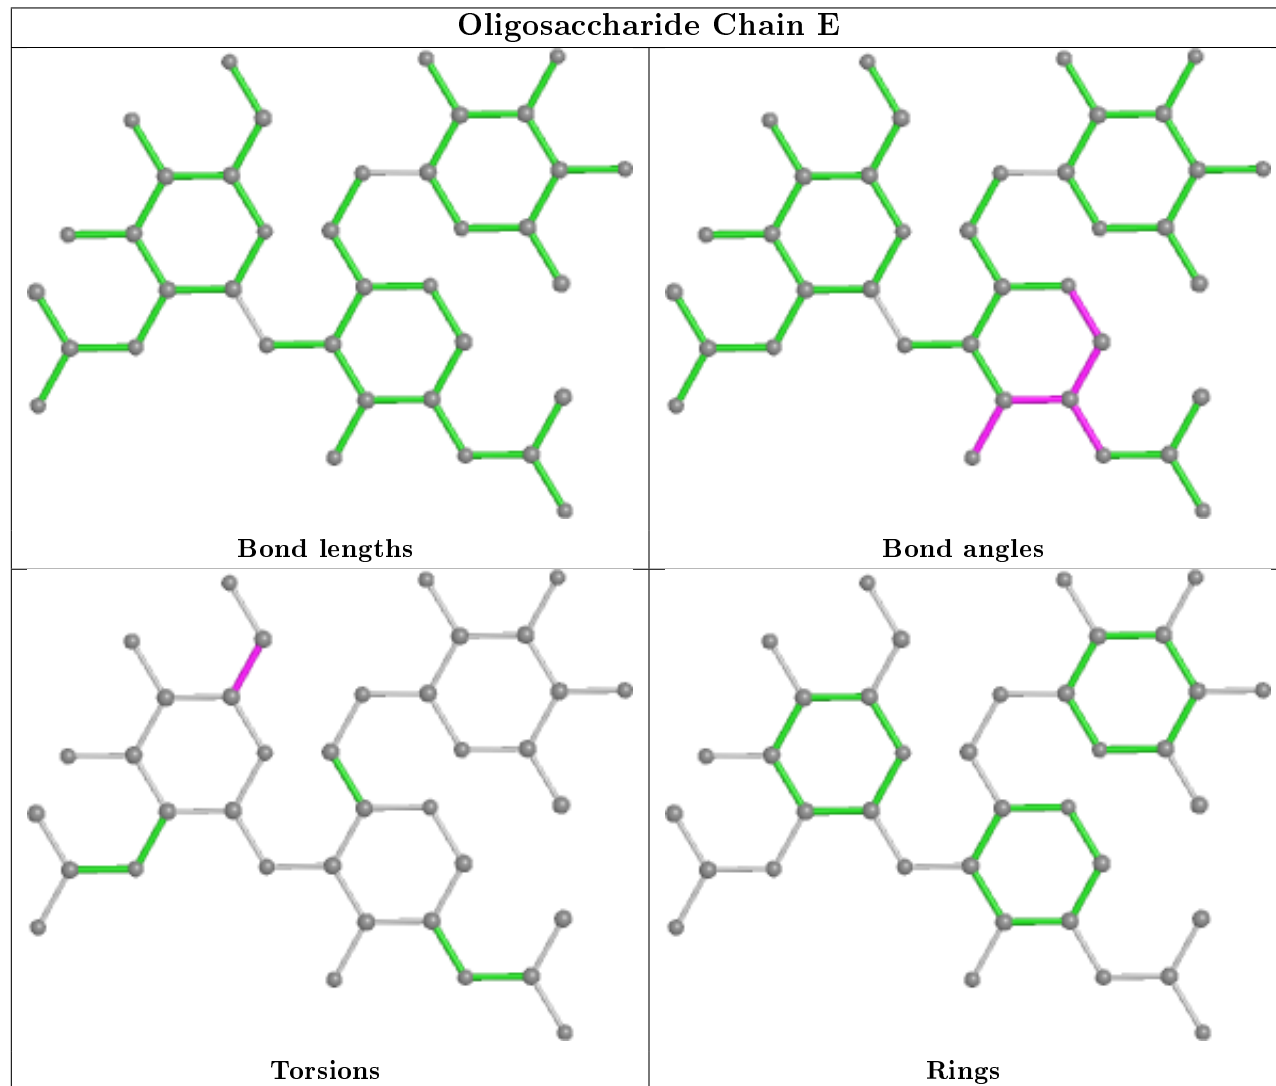 Oligosaccharide Chain E
Bond lengths
Bond angles
Torsions
Rings